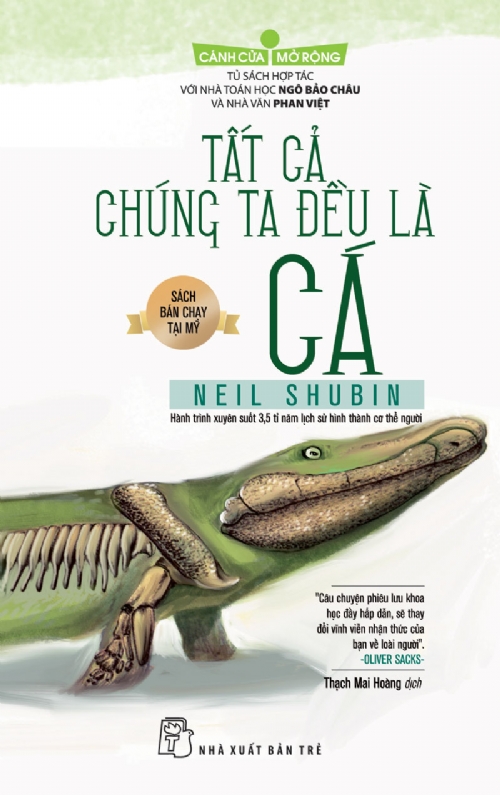 CÁNH CỬA MỞ RỘNG
TỦ SÁCH HỢP TÁC
VỚI NHÀ TOÁN HỌC NGÔ BẢO CHÂU
VÀ NHÀ VĂN PHAN VIỆT
TẤT CẢ
CHÚNG TA ĐỀU LÀ
CÁ
SÁCH
BÁN CHẠY
TẠI MỸ
NEIL SHUBIN
Hành trình xuyên suốt 3,5 tỉ năm lịch sử hình thành cơ thể người
"Câu chuyện phiêu lưu khoa
học đầy hấp dẫn, sẽ thay
đổi vĩnh viễn nhận thức của
bạn về loài người".
-OLIVER SACKS-
Thạch Mai Hoàng dịch
T
NHÀ XUẤT BẢN TRẺ